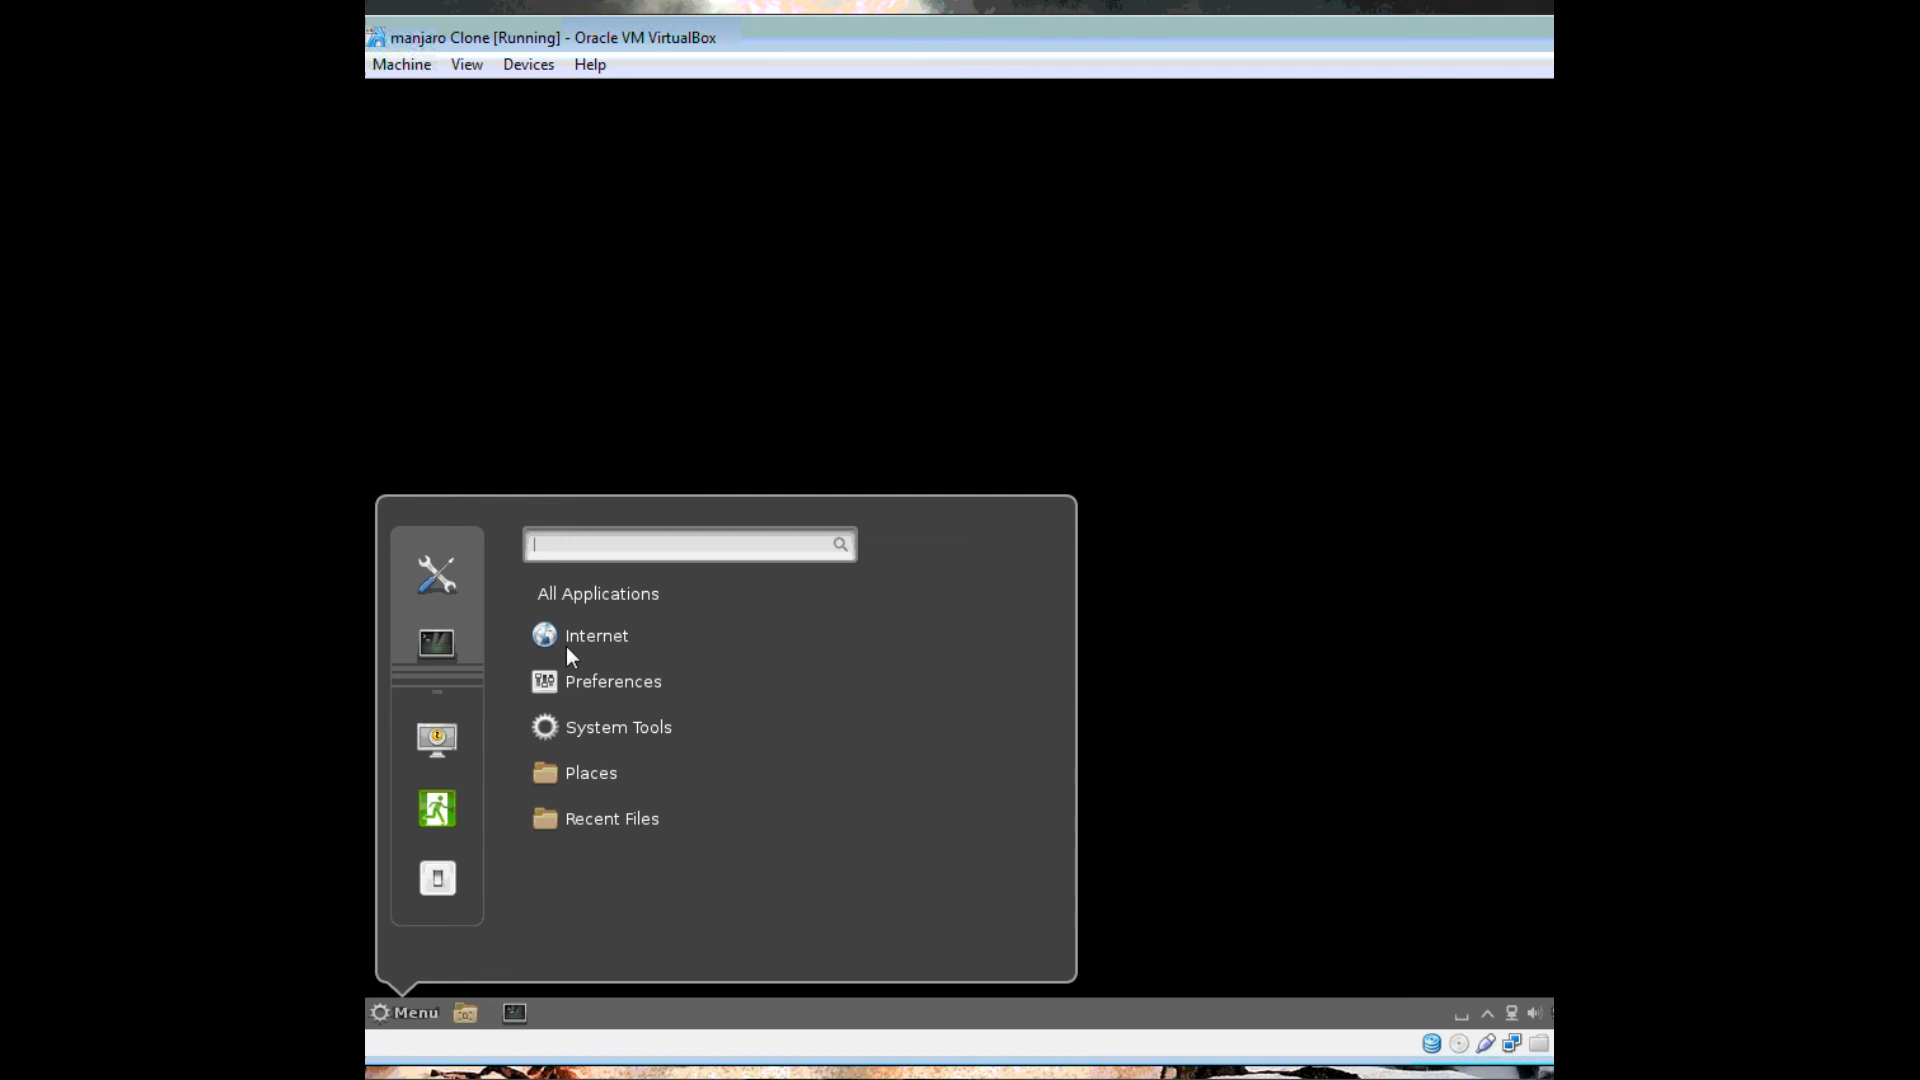 manjaro Clone [Running] - Oracle VM VirtualBox
Machine View Devices Help
All Applications
Internet
Preferences
System Tools
Places
Recent Files
Menu